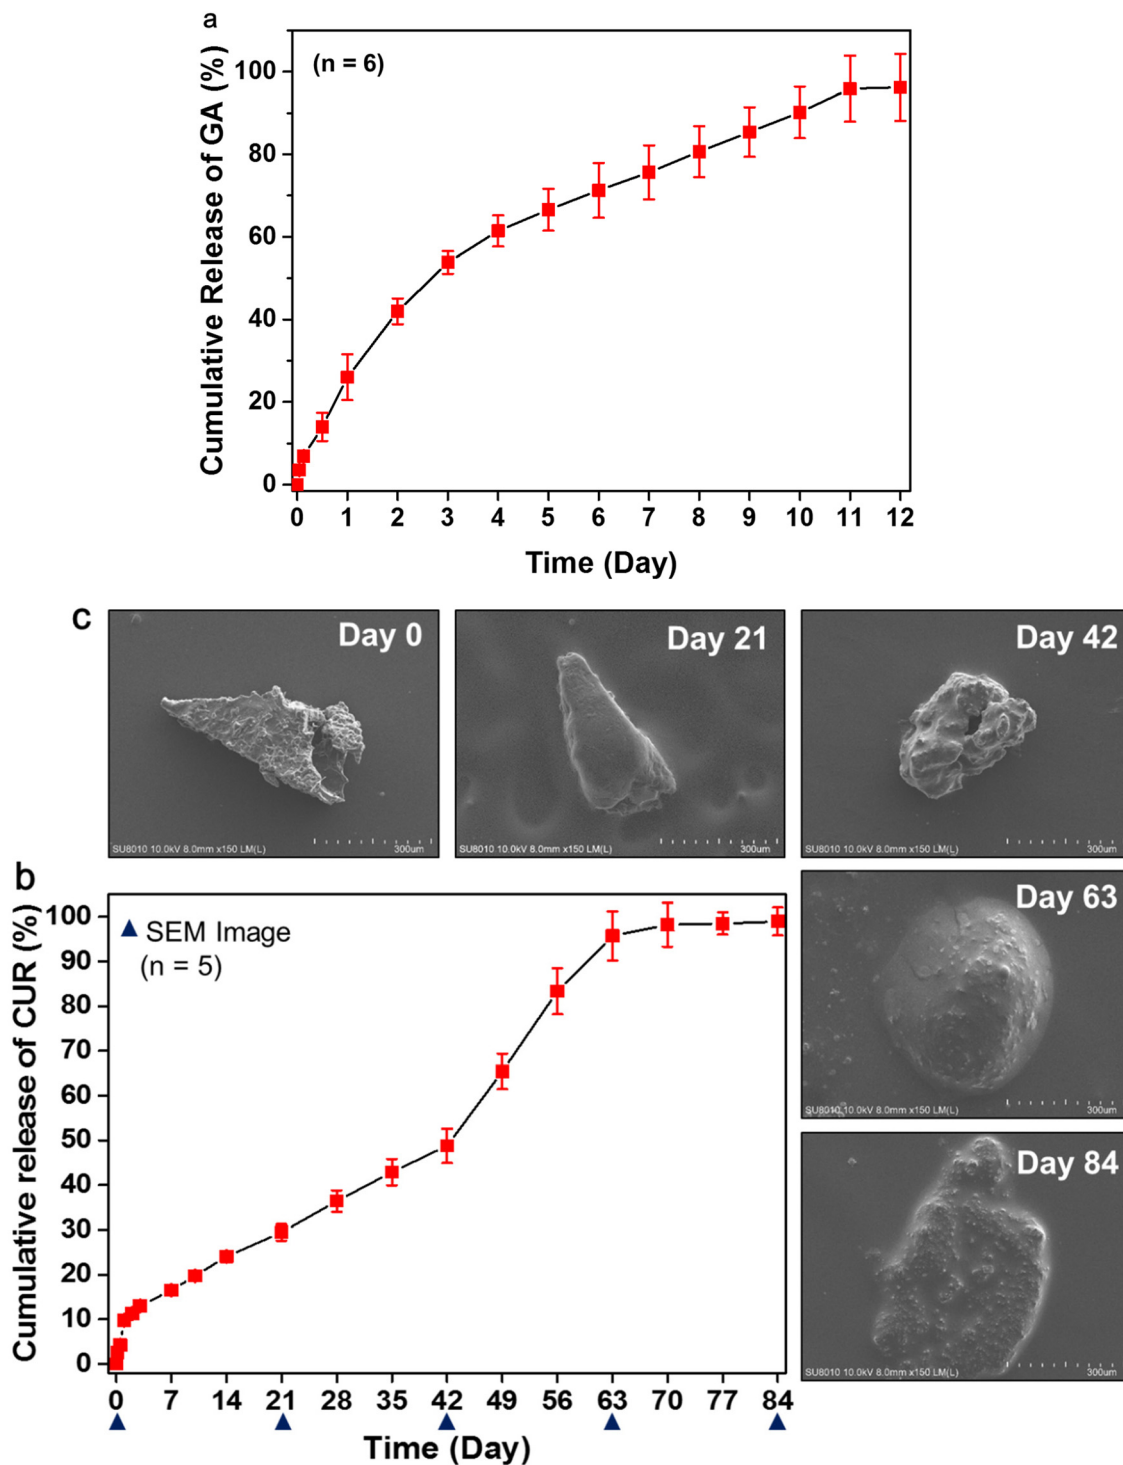 a
Cumulative Release of GA (%)
(n = 6)
100
80
60
40
20
0
0 1 2 3 4 5 6 7 8 9 10 11 12
Time (Day)
c
Day 0
SU8010 10.0kV 8.0mm x150 LM(L) 300um
Day 21
SU8010 10.0kV 8.0mm x150 LM(L) 300um
Day 42
SU8010 10.0kV 8.0mm x150 LM(L) 300um
b
Cumulative release of CUR (%)
SEM Image
(n = 5)
100
90
80
70
60
50
40
30
20
10
0
0 7 14 21 28 35 42 49 56 63 70 77 84
Time (Day)
Day 63
SU8010 10.0kV 8.0mm x150 LM(L) 300um
Day 84
SU8010 10.0kV 8.0mm x150 LM(L) 300um